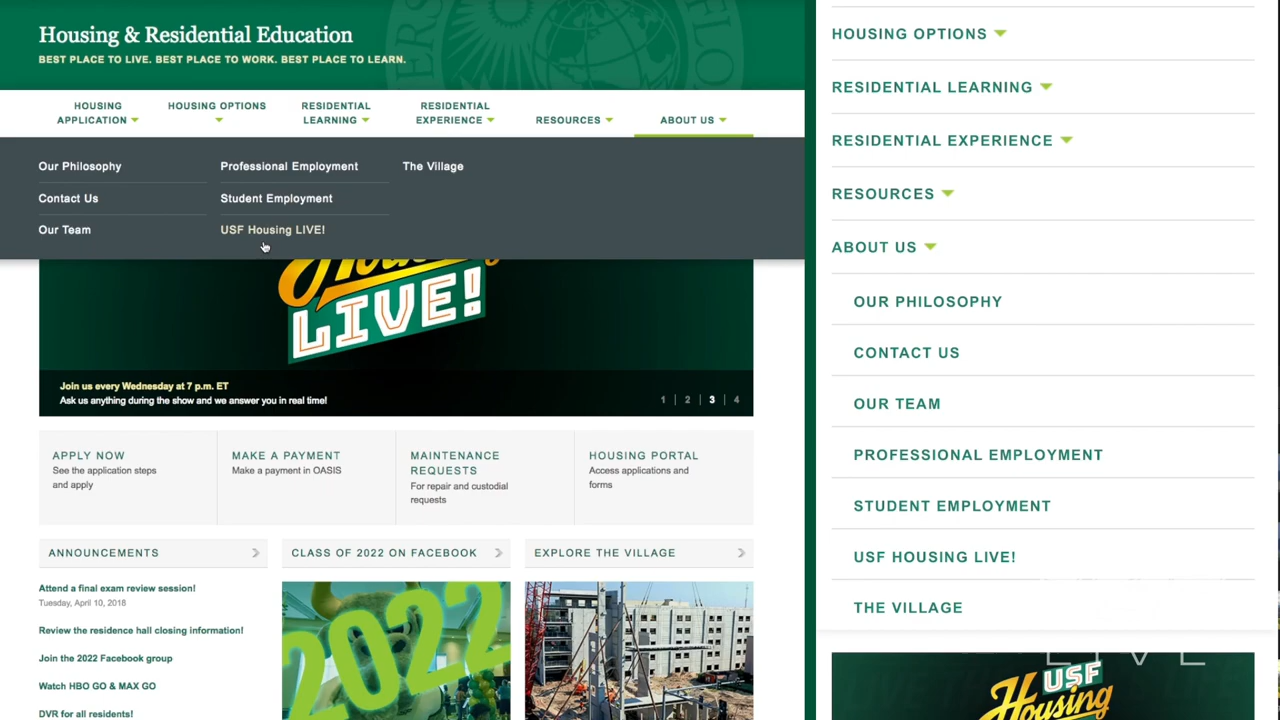 Housing & Residential Education
BEST PLACE TO LIVE. BEST PLACE TO WORK. BEST PLACE TO LEARN.
HOUSING
APPLICATION
HOUSING OPTIONS
RESIDENTIAL
LEARNING
RESIDENTIAL
EXPERIENCE
RESOURCES
ABOUT US
Our Philosophy
Professional Employment
The Village
Contact Us
Student Employment
Our Team
USF Housing LIVE!
LIVE!
Join us every Wednesday at 7 p.m. ET
Ask us anything during the show and we answer you in real time!
1 | 2 | 3 | 4
APPLY NOW
See the application steps
and apply
MAKE A PAYMENT
Make a payment in OASIS
MAINTENANCE
REQUESTS
For repair and custodial
requests
HOUSING PORTAL
Access applications and
forms
ANNOUNCEMENTS
CLASS OF 2022 ON FACEBOOK
EXPLORE THE VILLAGE
Attend a final exam review session!
Tuesday, April 10, 2018
Review the residence hall closing information!
Join the 2022 Facebook group
Watch HBO GO & MAX GO
DVR for all residents!
2022
HOUSING OPTIONS
RESIDENTIAL LEARNING
RESIDENTIAL EXPERIENCE
RESOURCES
ABOUT US
OUR PHILOSOPHY
CONTACT US
OUR TEAM
PROFESSIONAL EMPLOYMENT
STUDENT EMPLOYMENT
USF HOUSING LIVE!
THE VILLAGE
LIVE
USF
Housing